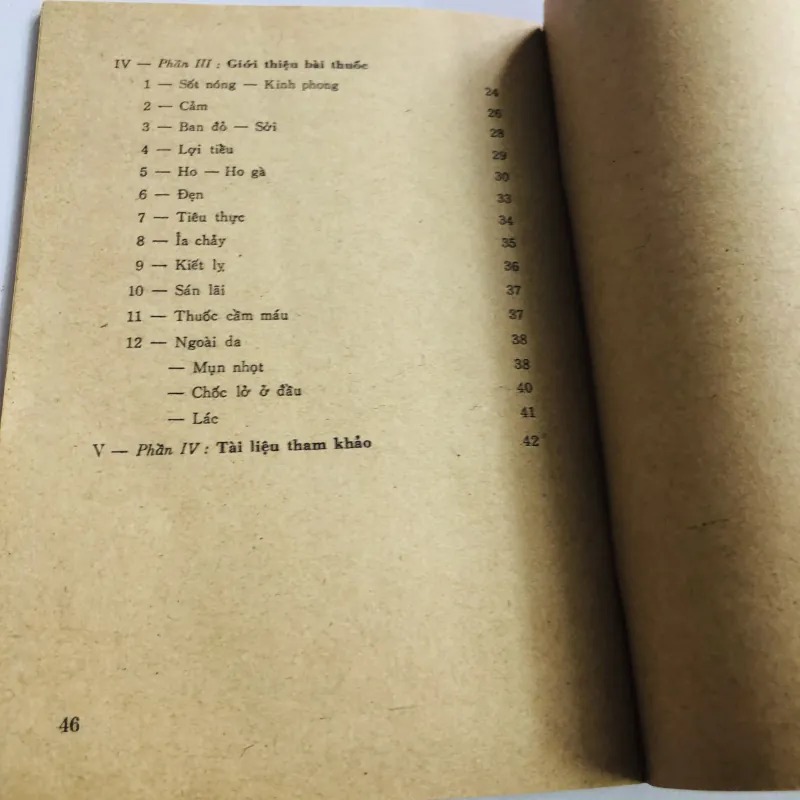 IV — Phần III : Giới thiệu bài thuốc
1 — Sốt nóng — Kinh phong 24
2 — Cảm 26
3 — Ban đỏ — Sởi 28
4 — Lợi tiều 29
5 — Ho — Ho gà 30
6 — Đẹn 33
7 — Tiêu thực 34
8 — Ỉa chảy 35
9 — Kiết lỵ 36
10 — Sán lãi 37
11 — Thuốc cầm máu 37
12 — Ngoài da 38
— Mụn nhọt 38
— Chốc lở ở đầu 40
— Lác 41
V — Phần IV : Tài liệu tham khảo 42
46